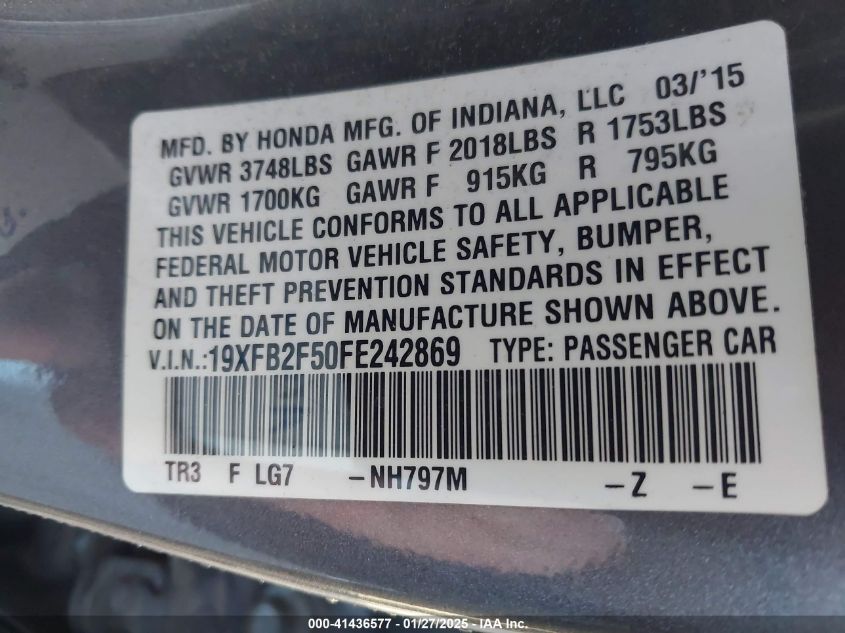 MFD. BY HONDA MFG. OF INDIANA, LLC 03/'15
GVWR 3748LBS GAWR F 2018LBS R 1753LBS
GVWR 1700KG GAWR F 915KG R 795KG
THIS VEHICLE CONFORMS TO ALL APPLICABLE
FEDERAL MOTOR VEHICLE SAFETY, BUMPER,
AND THEFT PREVENTION STANDARDS IN EFFECT
ON THE DATE OF MANUFACTURE SHOWN ABOVE.
V.I.N.:19XFB2F50FE242869 TYPE: PASSENGER CAR
TR3 F LG7 -NH797M -Z -E
000-41436577 - 01/27/2025 - IAA Inc.